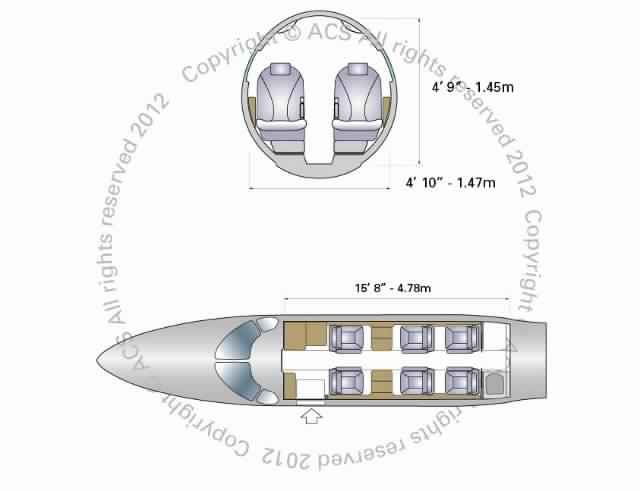 4' 9" - 1.45m
4' 10" - 1.47m
15' 8" - 4.78m
Copyright © ACS All rights reserved 2012 Copyright © ACS All rights reserved 2012 Copyright © ACS All rights reserved 2012